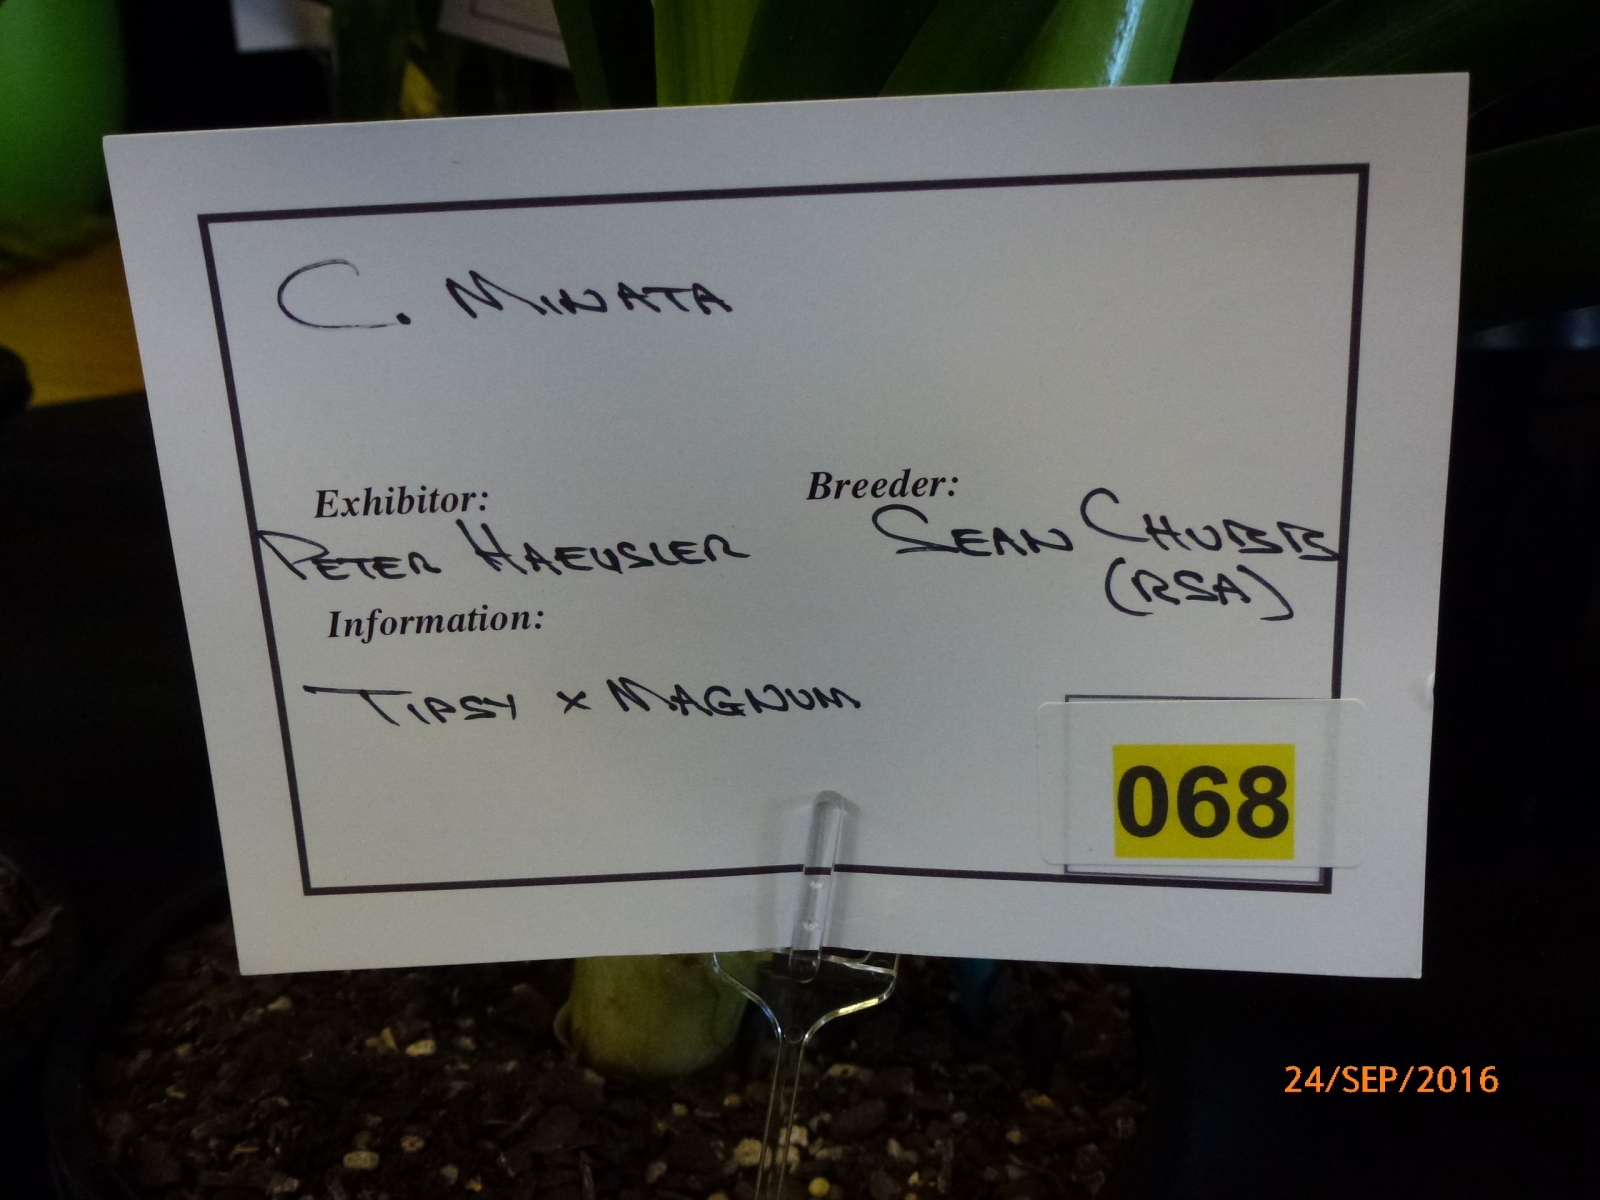 C. MINATA
Exhibitor:
Breeder:
PETER HAEUSLER
SEAN CHUBB
(RSA)
Information:
TIPSY x MAGNUM
068
24/SEP/2016